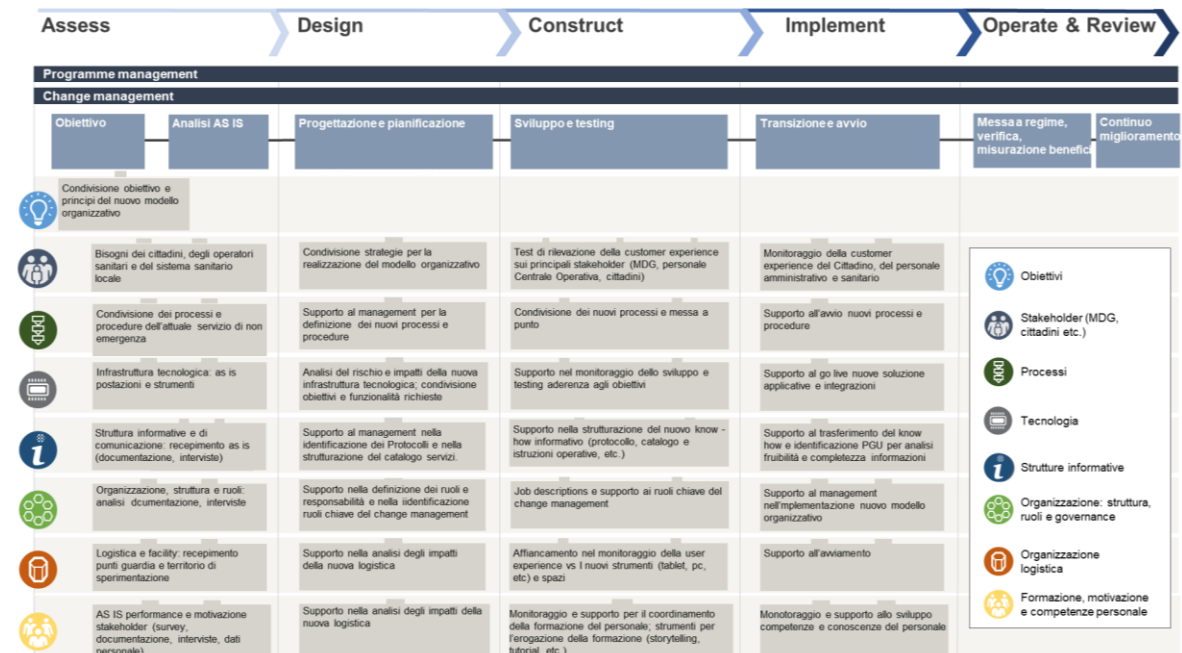 Assess
Design
Construct
Implement
Operate & Review
Programme management
Change management
Obiettivo
Analisi AS IS
Progettazione e pianificazione
Sviluppo e testing
Transizione e avvio
Messa a regime,
verifica,
misurazione benefici
Continuo
miglioramento
Condivisione obiettivo e
principi del nuovo modello
organizzativo
Bisogni dei cittadini, degli operatori
sanitari e del sistema sanitario
locale
Condivisione strategie per la
realizzazione del modello organizzativo
Test di rilevazione della customer experience
sui principali stakeholder (MDG, personale
Centrale Operativa, cittadini)
Monitoraggio della customer
experience del Cittadino, del personale
amministrativo e sanitario
Condivisione dei processi e
procedure dell'attuale servizio di non
emergenza
Supporto al management per la
definizione dei nuovi processi e
procedure
Condivisione dei nuovi processi e messa a
punto
Supporto all'avvio nuovi processi e
procedure
Infrastruttura tecnologica: as is
postazioni e strumenti
Analisi del rischio e impatti della nuova
infrastruttura tecnologica; condivisione
obiettivi e funzionalità richieste
Supporto nel monitoraggio dello sviluppo e
testing aderenza agli obiettivi
Supporto al go live nuove soluzione
applicative e integrazioni
Struttura informative e di
comunicazione: recepimento as is
(documentazione, interviste)
Supporto al management nella
identificazione dei Protocolli e nella
strutturazione del catalogo servizi.
Supporto nella strutturazione del nuovo know -
how informativo (protocollo, catalogo e
istruzioni operative, etc.)
Supporto al trasferimento del know
how e identificazione PGU per analisi
fruibilità e completezza informazioni
Organizzazione, struttura e ruoli:
analisi dcumentazione, interviste
Supporto nella definizione dei ruoli e
responsabilità e nella iidentificazione
ruoli chiave del change management
Job descriptions e supporto ai ruoli chiave del
change management
Supporto al management
nell'mplementazione nuovo modello
organizzativo
Logistica e facility: recepimento
punti guardia e territorio di
sperimentazione
Supporto nella analisi degli impatti
della nuova logistica
Affiancamento nel monitoraggio della user
experience vs I nuovi strumenti (tablet, pc,
etc) e spazi
Supporto all'avviamento
AS IS performance e motivazione
stakeholder (survey,
documentazione, interviste, dati
personale)
Supporto nella analisi degli impatti della
nuova logistica
Monitoraggio e supporto per il coordinamento
della formazione del personale; strumenti per
l'erogazione della formazione (storytelling,
tutorial, etc.)
Monotoraggio e supporto allo sviluppo
competenze e conoscenze del personale
Obiettivi
Stakeholder (MDG,
cittadini etc.)
Processi
Tecnologia
Strutture informative
Organizzazione: struttura,
ruoli e governance
Organizzazione
logistica
Formazione, motivazione
e competenze personale